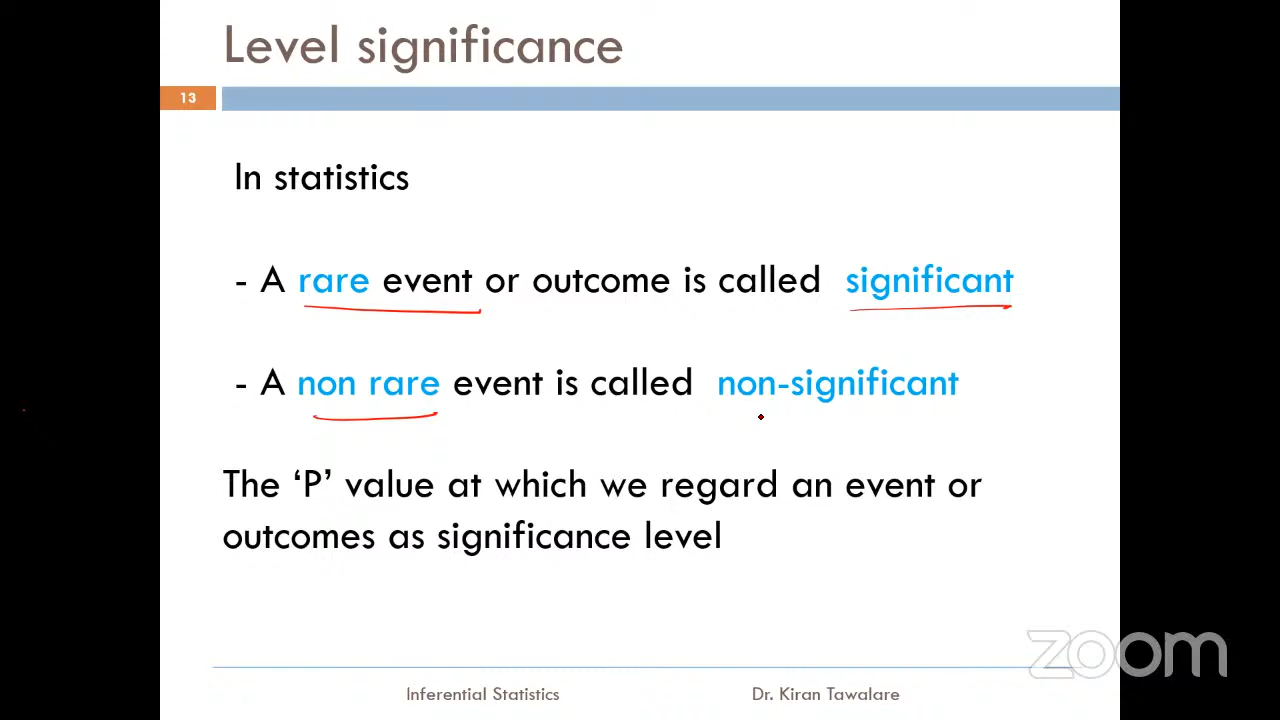 Level significance
13
In statistics
- A rare event or outcome is called significant
- A non rare event is called non-significant
The ‘P’ value at which we regard an event or
outcomes as significance level
zoom
Inferential Statistics Dr. Kiran Tawalare